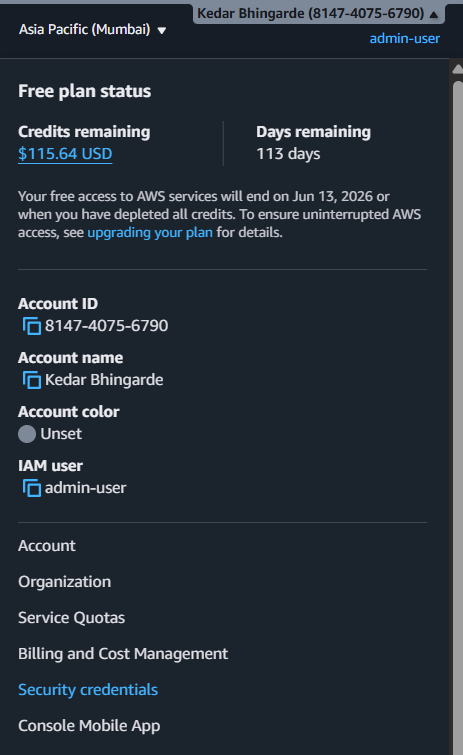 Asia Pacific (Mumbai) ▼
Kedar Bhingarde (8147-4075-6790) ▲
admin-user
Free plan status
Credits remaining
$115.64 USD
Days remaining
113 days
Your free access to AWS services will end on Jun 13, 2026 or
when you have depleted all credits. To ensure uninterrupted AWS
access, see upgrading your plan for details.
Account ID
8147-4075-6790
Account name
Kedar Bhingarde
Account color
Unset
IAM user
admin-user
Account
Organization
Service Quotas
Billing and Cost Management
Security credentials
Console Mobile App